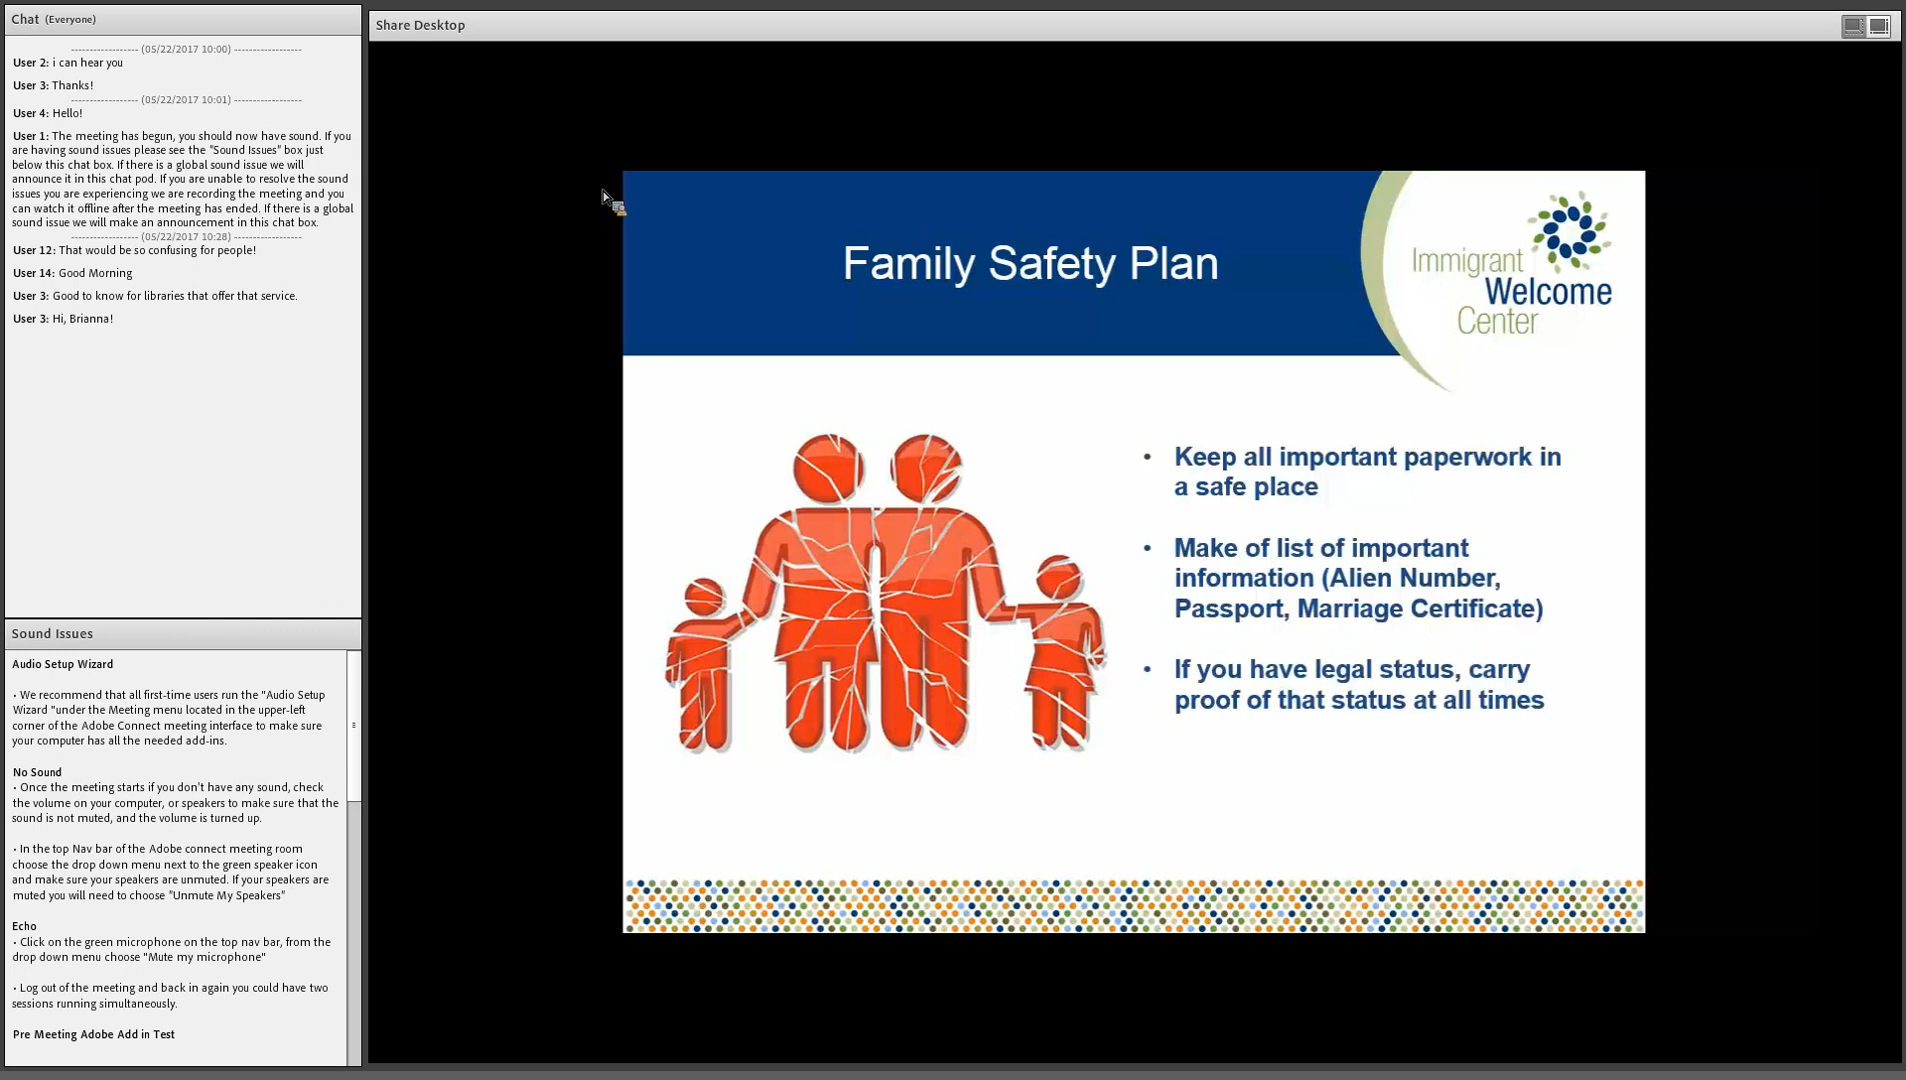 Chat (Everyone)
------------------ (05/22/2017 10:00) ------------------
User 2: i can hear you
User 3: Thanks!
------------------ (05/22/2017 10:01) ------------------
User 4: Hello!
User 1: The meeting has begun, you should now have sound. If you
are having sound issues please see the "Sound Issues" box just
below this chat box. If there is a global sound issue we will
announce it in this chat pod. If you are unable to resolve the sound
issues you are experiencing we are recording the meeting and you
can watch it offline after the meeting has ended. If there is a global
sound issue we will make an announcement in this chat box.
------------------ (05/22/2017 10:28) ------------------
User 12: That would be so confusing for people!
User 14: Good Morning
User 3: Good to know for libraries that offer that service.
User 3: Hi, Brianna!
Sound Issues
Audio Setup Wizard
• We recommend that all first-time users run the "Audio Setup
Wizard "under the Meeting menu located in the upper-left
corner of the Adobe Connect meeting interface to make sure
your computer has all the needed add-ins.
No Sound
• Once the meeting starts if you don't have any sound, check
the volume on your computer, or speakers to make sure that the
sound is not muted, and the volume is turned up.
• In the top Nav bar of the Adobe connect meeting room
choose the drop down menu next to the green speaker icon
and make sure your speakers are unmuted. If your speakers are
muted you will need to choose "Unmute My Speakers"
Echo
• Click on the green microphone on the top nav bar, from the
drop down menu choose "Mute my microphone"
• Log out of the meeting and back in again you could have two
sessions running simultaneously.
Pre Meeting Adobe Add in Test
Share Desktop
Family Safety Plan
Immigrant
Welcome
Center
• Keep all important paperwork in
a safe place
• Make of list of important
information (Alien Number,
Passport, Marriage Certificate)
• If you have legal status, carry
proof of that status at all times